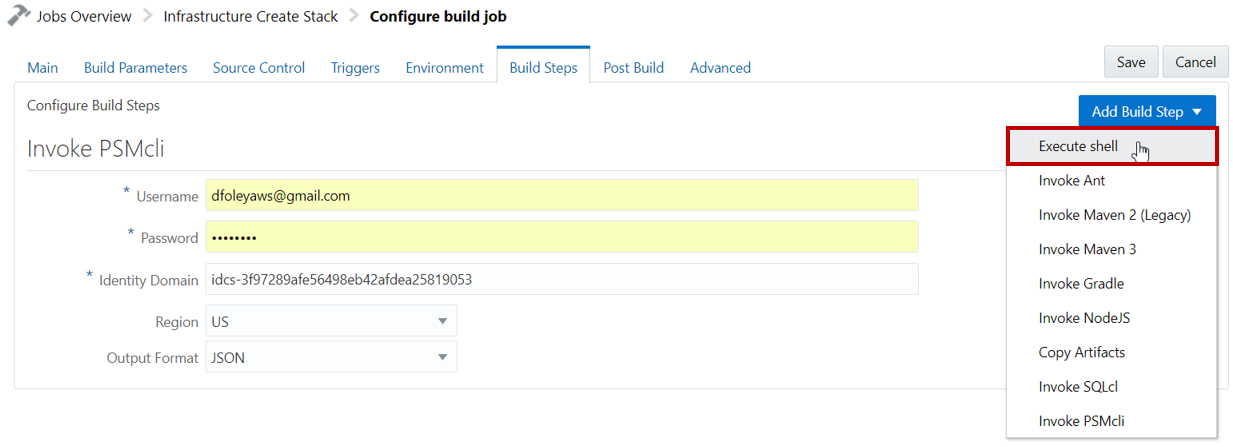 Jobs Overview > Infrastructure Create Stack > Configure build job
Main Build Parameters Source Control Triggers Environment Build Steps Post Build Advanced Save Cancel
Configure Build Steps Add Build Step
Invoke PSMcli
* Username dfoleyaws@gmail.com
* Password ••••••••
* Identity Domain idcs-3f97289afe56498eb42afdea25819053
Region US
Output Format JSON
Execute shell
Invoke Ant
Invoke Maven 2 (Legacy)
Invoke Maven 3
Invoke Gradle
Invoke NodeJS
Copy Artifacts
Invoke SQLcl
Invoke PSMcli